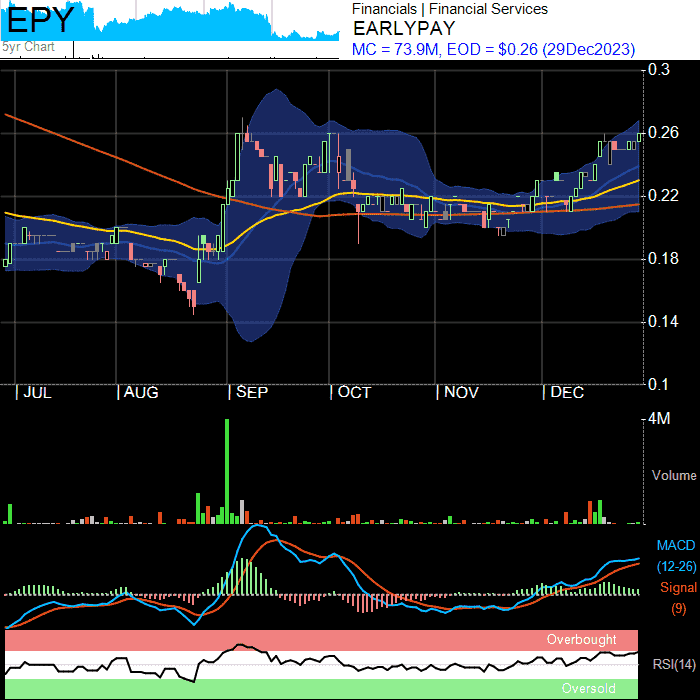 EPY
5yr Chart
Financials | Financial Services
EARLYPAY
MC = 73.9M, EOD = $0.26 (29Dec2023)
0.3
0.26
0.22
0.18
0.14
0.1
JUL AUG SEP OCT NOV DEC
4M
Volume
MACD
(12-26)
Signal
(9)
Overbought
RSI(14)
Oversold